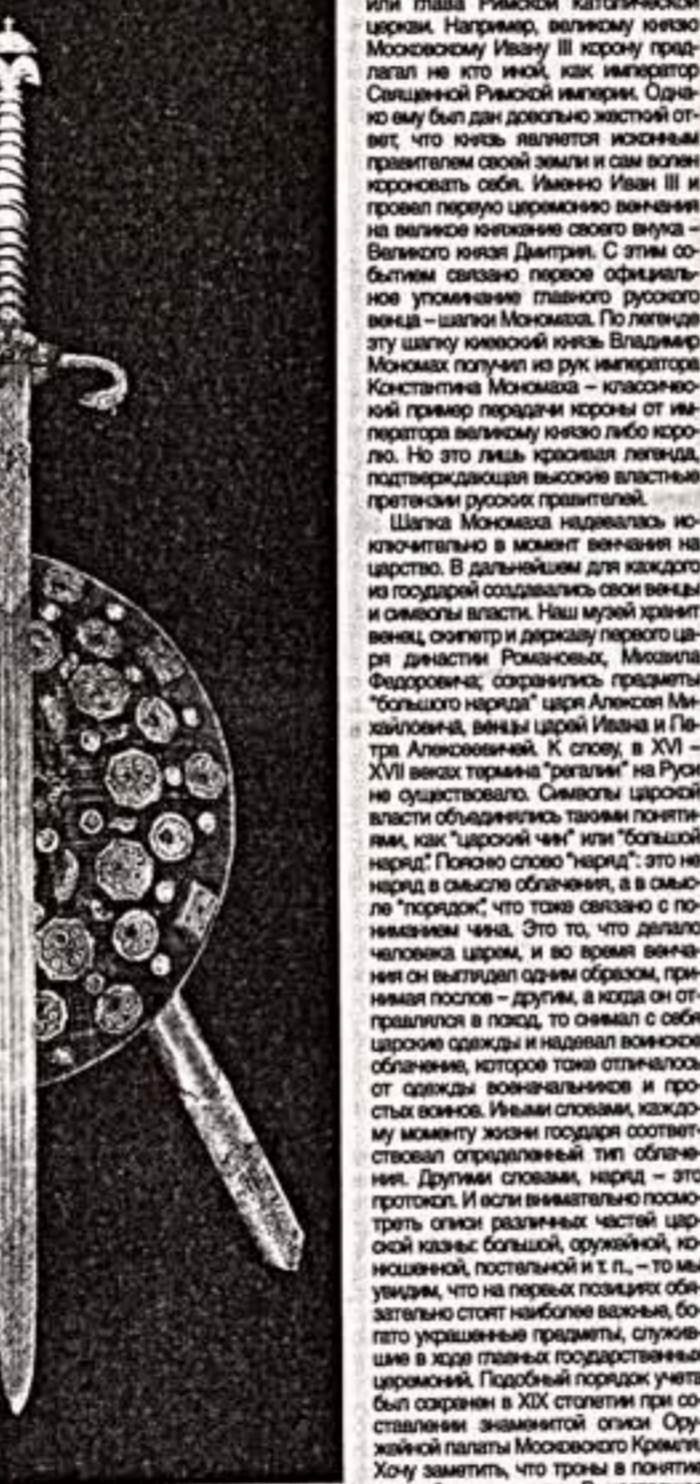 или глава Римской католической
церкви. Например, великому князю
Московскому Ивану III корону пред-
лагал не кто иной, как император
Священной Римской империи. Одна-
ко ему был дан довольно жесткий от-
вет, что князь является исконным
правителем своей земли и сам волен
короновать себя. Именно Иван III и
провел первую церемонию венчания
на великое княжение своего внука –
Великого князя Дмитрия. С этим со-
бытием связано первое официаль-
ное упоминание главного русского
венца – шапки Мономаха. По легенде
эту шапку киевский князь Владимир
Мономах получил из рук императора
Константина Мономаха – классичес-
кий пример передачи короны от им-
ператора великому князю либо коро-
лю. Но это лишь красивая легенда,
подтверждающая высокие властные
претензии русских правителей.
Шапка Мономаха надевалась ис-
ключительно в момент венчания на
царство. В дальнейшем для каждого
из государей создавались свои венцы
и символы власти. Наш музей хранит
венец, скипетр и державу первого ца-
ря династии Романовых, Михаила
Федоровича; сохранились предметы
"большого наряда" царя Алексея Ми-
хайловича, венцы царей Ивана и Пе-
тра Алексеевичей. К слову, в XVI –
XVII веках термина "регалии" на Руси
не существовало. Символы царской
власти объединялись такими поняти-
ями, как "царский чин" или "большой
наряд". Поясню слово "наряд": это не
наряд в смысле облачения, а в смыс-
ле "порядок", что тоже связано с по-
ниманием чина. Это то, что делало
человека царем, и во время венча-
ния он выглядел одним образом, при-
нимая послов – другим, а когда он от-
правлялся в поход, то снимал с себя
царские одежды и надевал воинское
облачение, которое тоже отличалось
от одежды военачальников и про-
стых воинов. Иными словами, каждо-
му моменту жизни государя соответ-
ствовал определенный тип облаче-
ния. Другими словами, наряд – это
протокол. И если внимательно посмо-
треть описи различных частей цар-
ской казны: большой, оружейной, ко-
нюшенной, постельной и т. п., – то мы
увидим, что на первых позициях обя-
зательно стоят наиболее важные, бо-
гато украшенные предметы, служив-
шие в ходе главных государственных
церемоний. Подобный порядок учета
был сохранен в XIX столетии при со-
ставлении знаменитой описи Ору-
жейной палаты Московского Кремля.
Хочу заметить, что троны в понятие